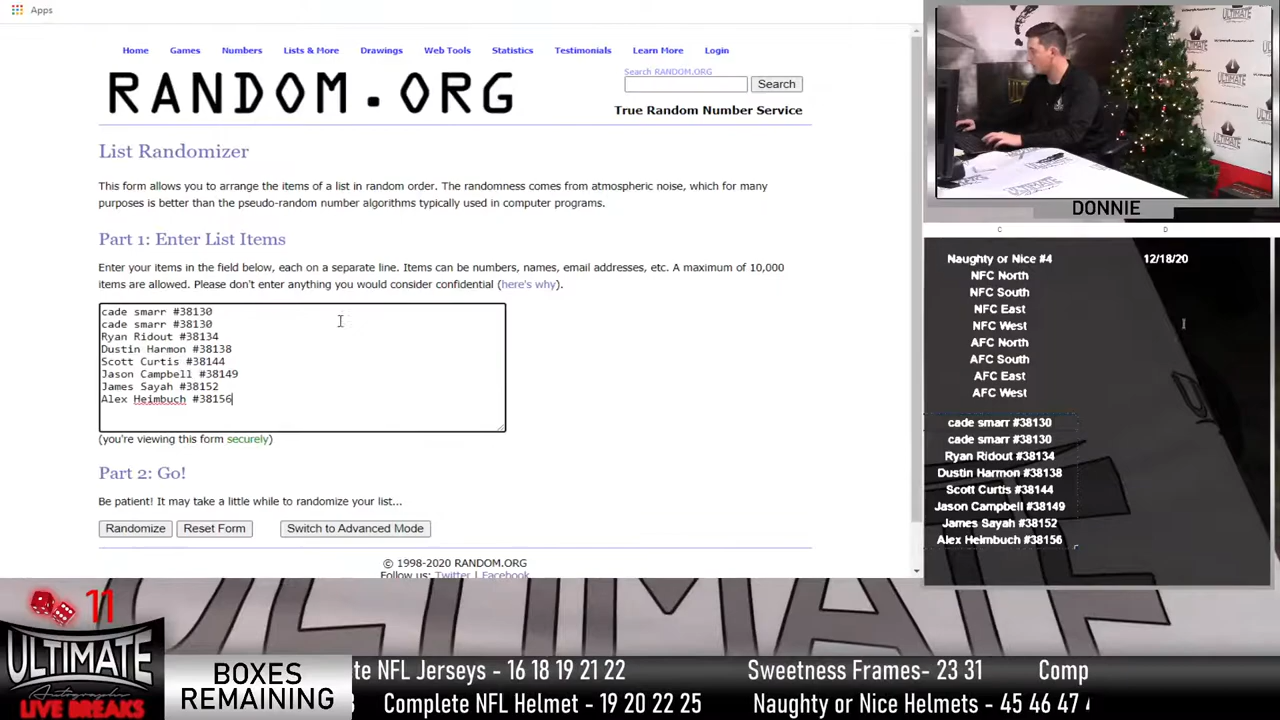 Apps
Home Games Numbers Lists & More Drawings Web Tools Statistics Testimonials Learn More Login
RANDOM.ORG
Search RANDOM.ORG
Search
True Random Number Service
List Randomizer
This form allows you to arrange the items of a list in random order. The randomness comes from atmospheric noise, which for many
purposes is better than the pseudo-random number algorithms typically used in computer programs.
Part 1: Enter List Items
Enter your items in the field below, each on a separate line. Items can be numbers, names, email addresses, etc. A maximum of 10,000
items are allowed. Please don't enter anything you would consider confidential (here's why).
cade smarr #38130
cade smarr #38130
Ryan Ridout #38134
Dustin Harmon #38138
Scott Curtis #38144
Jason Campbell #38149
James Sayah #38152
Alex Heimbuch #38156
(you're viewing this form securely)
Part 2: Go!
Be patient! It may take a little while to randomize your list...
Randomize Reset Form Switch to Advanced Mode
© 1998-2020 RANDOM.ORG
Follow us: Twitter | Facebook
ULTIMATE
ULTIMATE
DONNIE
C D
Naughty or Nice #4 12/18/20
NFC North
NFC South
NFC East
NFC West
AFC North
AFC South
AFC East
AFC West
cade smarr #38130
cade smarr #38130
Ryan Ridout #38134
Dustin Harmon #38138
Scott Curtis #38144
Jason Campbell #38149
James Sayah #38152
Alex Heimbuch #38156
11
ULTIMATE
Autographs
LIVE BREAKS
BOXES
REMAINING
ULTIMATE
te NFL Jerseys - 16 18 19 21 22 Sweetness Frames- 23 31 Comp
Complete NFL Helmet - 19 20 22 25 Naughty or Nice Helmets - 45 46 47